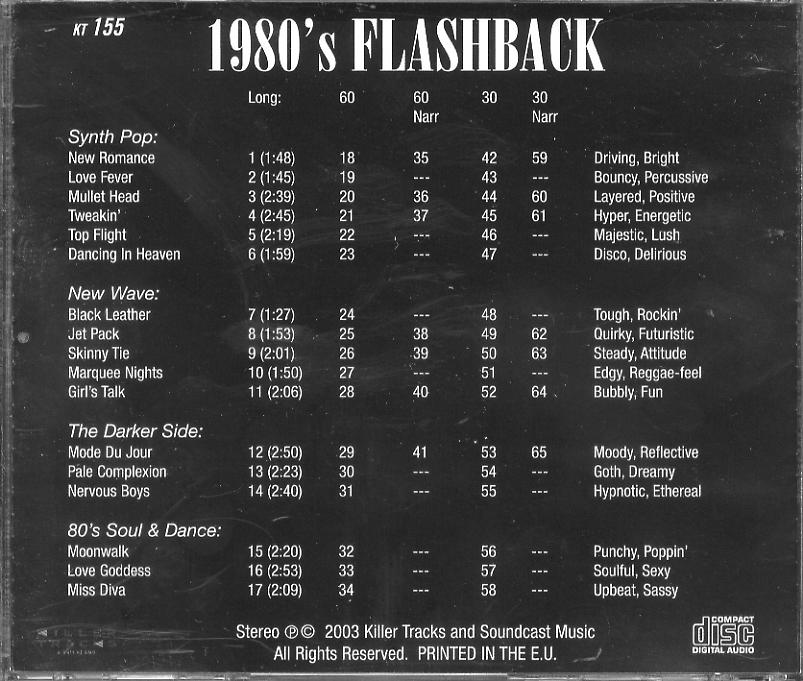 KT 155
1980's FLASHBACK
Long: 60 60 30 30
Narr Narr
Synth Pop:
New Romance 1 (1:48) 18 35 42 59 Driving, Bright
Love Fever 2 (1:45) 19 --- 43 --- Bouncy, Percussive
Mullet Head 3 (2:39) 20 36 44 60 Layered, Positive
Tweakin' 4 (2:45) 21 37 45 61 Hyper, Energetic
Top Flight 5 (2:19) 22 --- 46 --- Majestic, Lush
Dancing In Heaven 6 (1:59) 23 --- 47 --- Disco, Delirious
New Wave:
Black Leather 7 (1:27) 24 --- 48 --- Tough, Rockin'
Jet Pack 8 (1:53) 25 38 49 62 Quirky, Futuristic
Skinny Tie 9 (2:01) 26 39 50 63 Steady, Attitude
Marquee Nights 10 (1:50) 27 --- 51 --- Edgy, Reggae-feel
Girl's Talk 11 (2:06) 28 40 52 64 Bubbly, Fun
The Darker Side:
Mode Du Jour 12 (2:50) 29 41 53 65 Moody, Reflective
Pale Complexion 13 (2:23) 30 --- 54 --- Goth, Dreamy
Nervous Boys 14 (2:40) 31 --- 55 --- Hypnotic, Ethereal
80's Soul & Dance:
Moonwalk 15 (2:20) 32 --- 56 --- Punchy, Poppin'
Love Goddess 16 (2:53) 33 --- 57 --- Soulful, Sexy
Miss Diva 17 (2:09) 34 --- 58 --- Upbeat, Sassy
KILLER
TRACKS
Stereo ℗ © 2003 Killer Tracks and Soundcast Music
All Rights Reserved. PRINTED IN THE E.U.
COMPACT
disc
DIGITAL AUDIO